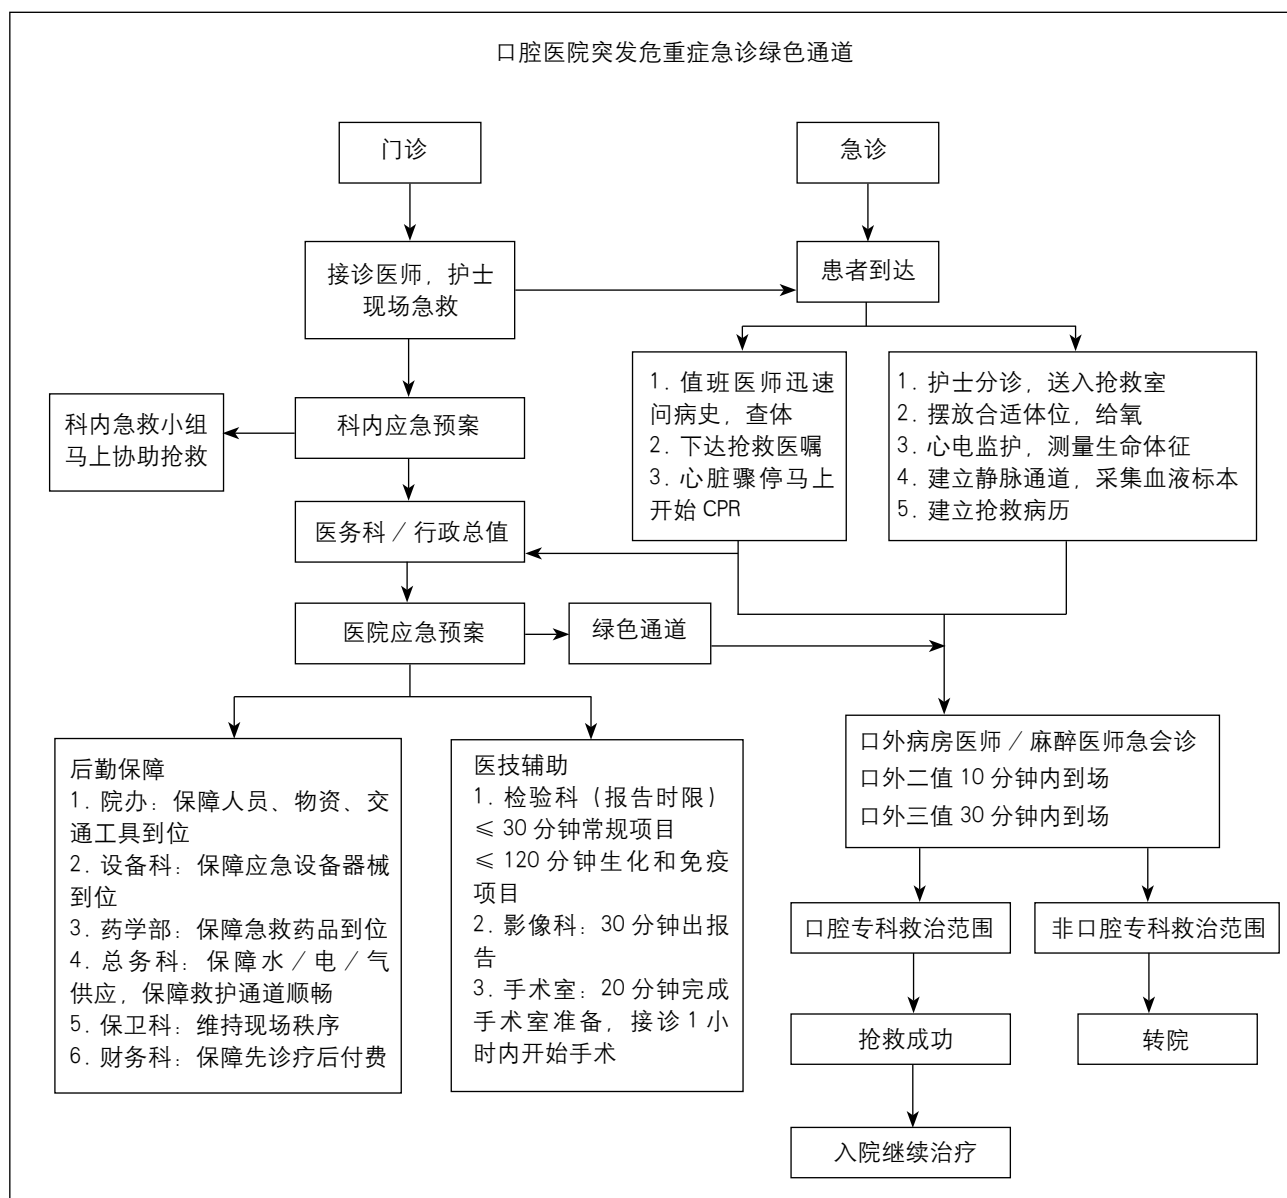 口腔医院突发危重症急诊绿色通道
门诊
急诊
接诊医师，护士
现场急救
患者到达
1. 值班医师迅速
问病史，查体
2. 下达抢救医嘱
3. 心脏骤停马上
开始 CPR
1. 护士分诊，送入抢救室
2. 摆放合适体位，给氧
3. 心电监护，测量生命体征
4. 建立静脉通道，采集血液标本
5. 建立抢救病历
科内急救小组
马上协助抢救
科内应急预案
医务科／行政总值
医院应急预案
绿色通道
后勤保障
1. 院办：保障人员、物资、交
通工具到位
2. 设备科：保障应急设备器械
到位
3. 药学部：保障急救药品到位
4. 总务科：保障水／电／气
供应，保障救护通道顺畅
5. 保卫科：维持现场秩序
6. 财务科：保障先诊疗后付费
医技辅助
1. 检验科（报告时限）
≤ 30 分钟常规项目
≤ 120 分钟生化和免疫
项目
2. 影像科：30 分钟出报
告
3. 手术室：20 分钟完成
手术室准备，接诊 1 小
时内开始手术
口外病房医师／麻醉医师急会诊
口外二值 10 分钟内到场
口外三值 30 分钟内到场
口腔专科救治范围
非口腔专科救治范围
抢救成功
转院
入院继续治疗